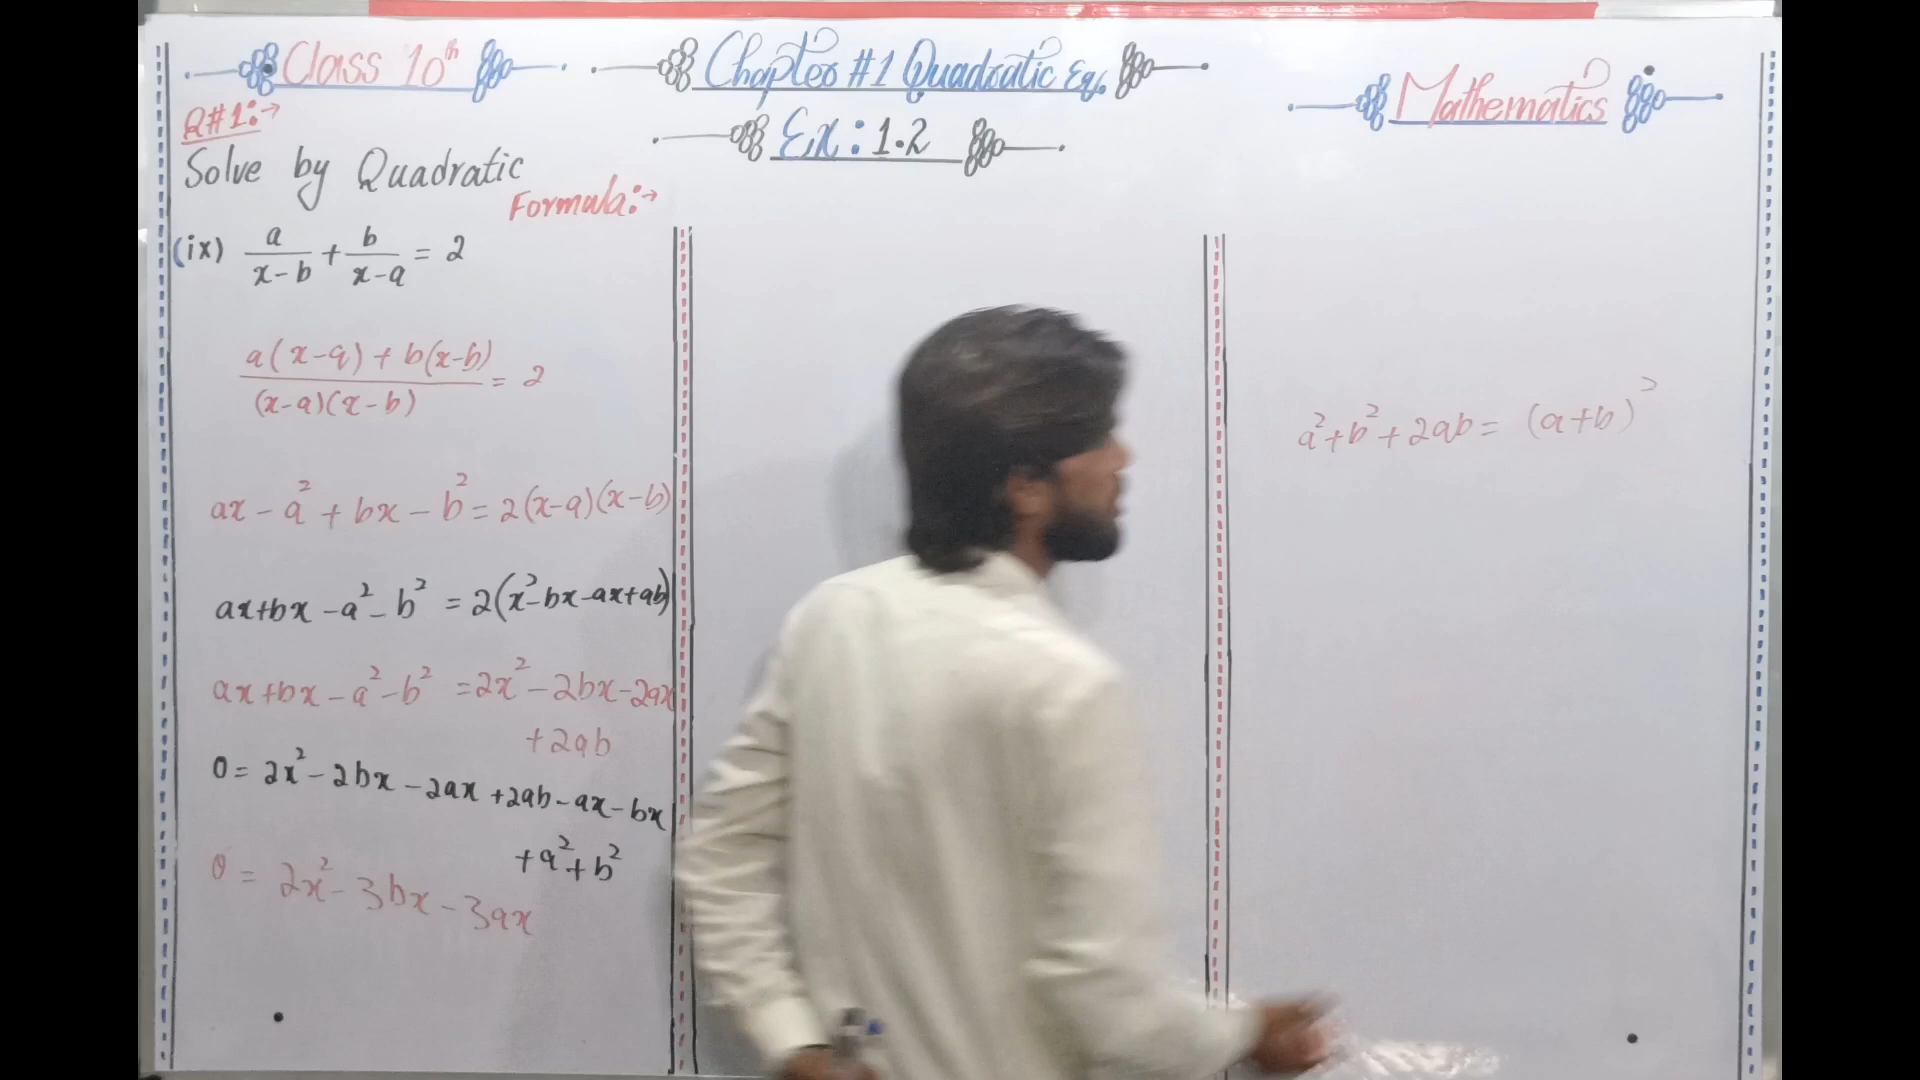 Class 10th
Chapter #1 Quadratic Eq.
Mathematics
Ex: 1.2
Q#1:→
Solve by Quadratic
Formula:→
(ix) a/(x-b) + b/(x-a) = 2
(a(x-a) + b(x-b))/((x-a)(x-b)) = 2
ax - a² + bx - b² = 2(x-a)(x-b)
ax+bx - a² - b² = 2(x²-bx-ax+ab)
ax+bx - a² - b² = 2x² - 2bx - 2ax
+2ab
0 = 2x² - 2bx - 2ax +2ab - ax - bx
+a²+b²
0 = 2x² - 3bx - 3ax
a²+b²+2ab = (a+b)²